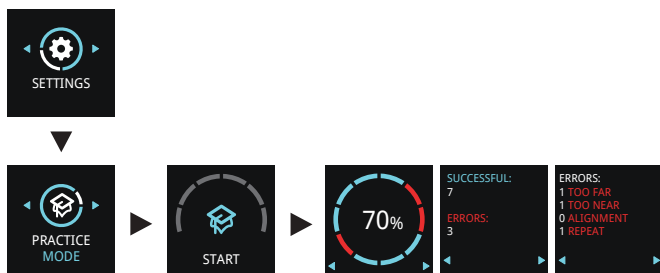 SETTINGS
PRACTICE
MODE
START
70%
SUCCESSFUL:
7
ERRORS:
3
ERRORS:
1 TOO FAR
1 TOO NEAR
0 ALIGNMENT
1 REPEAT